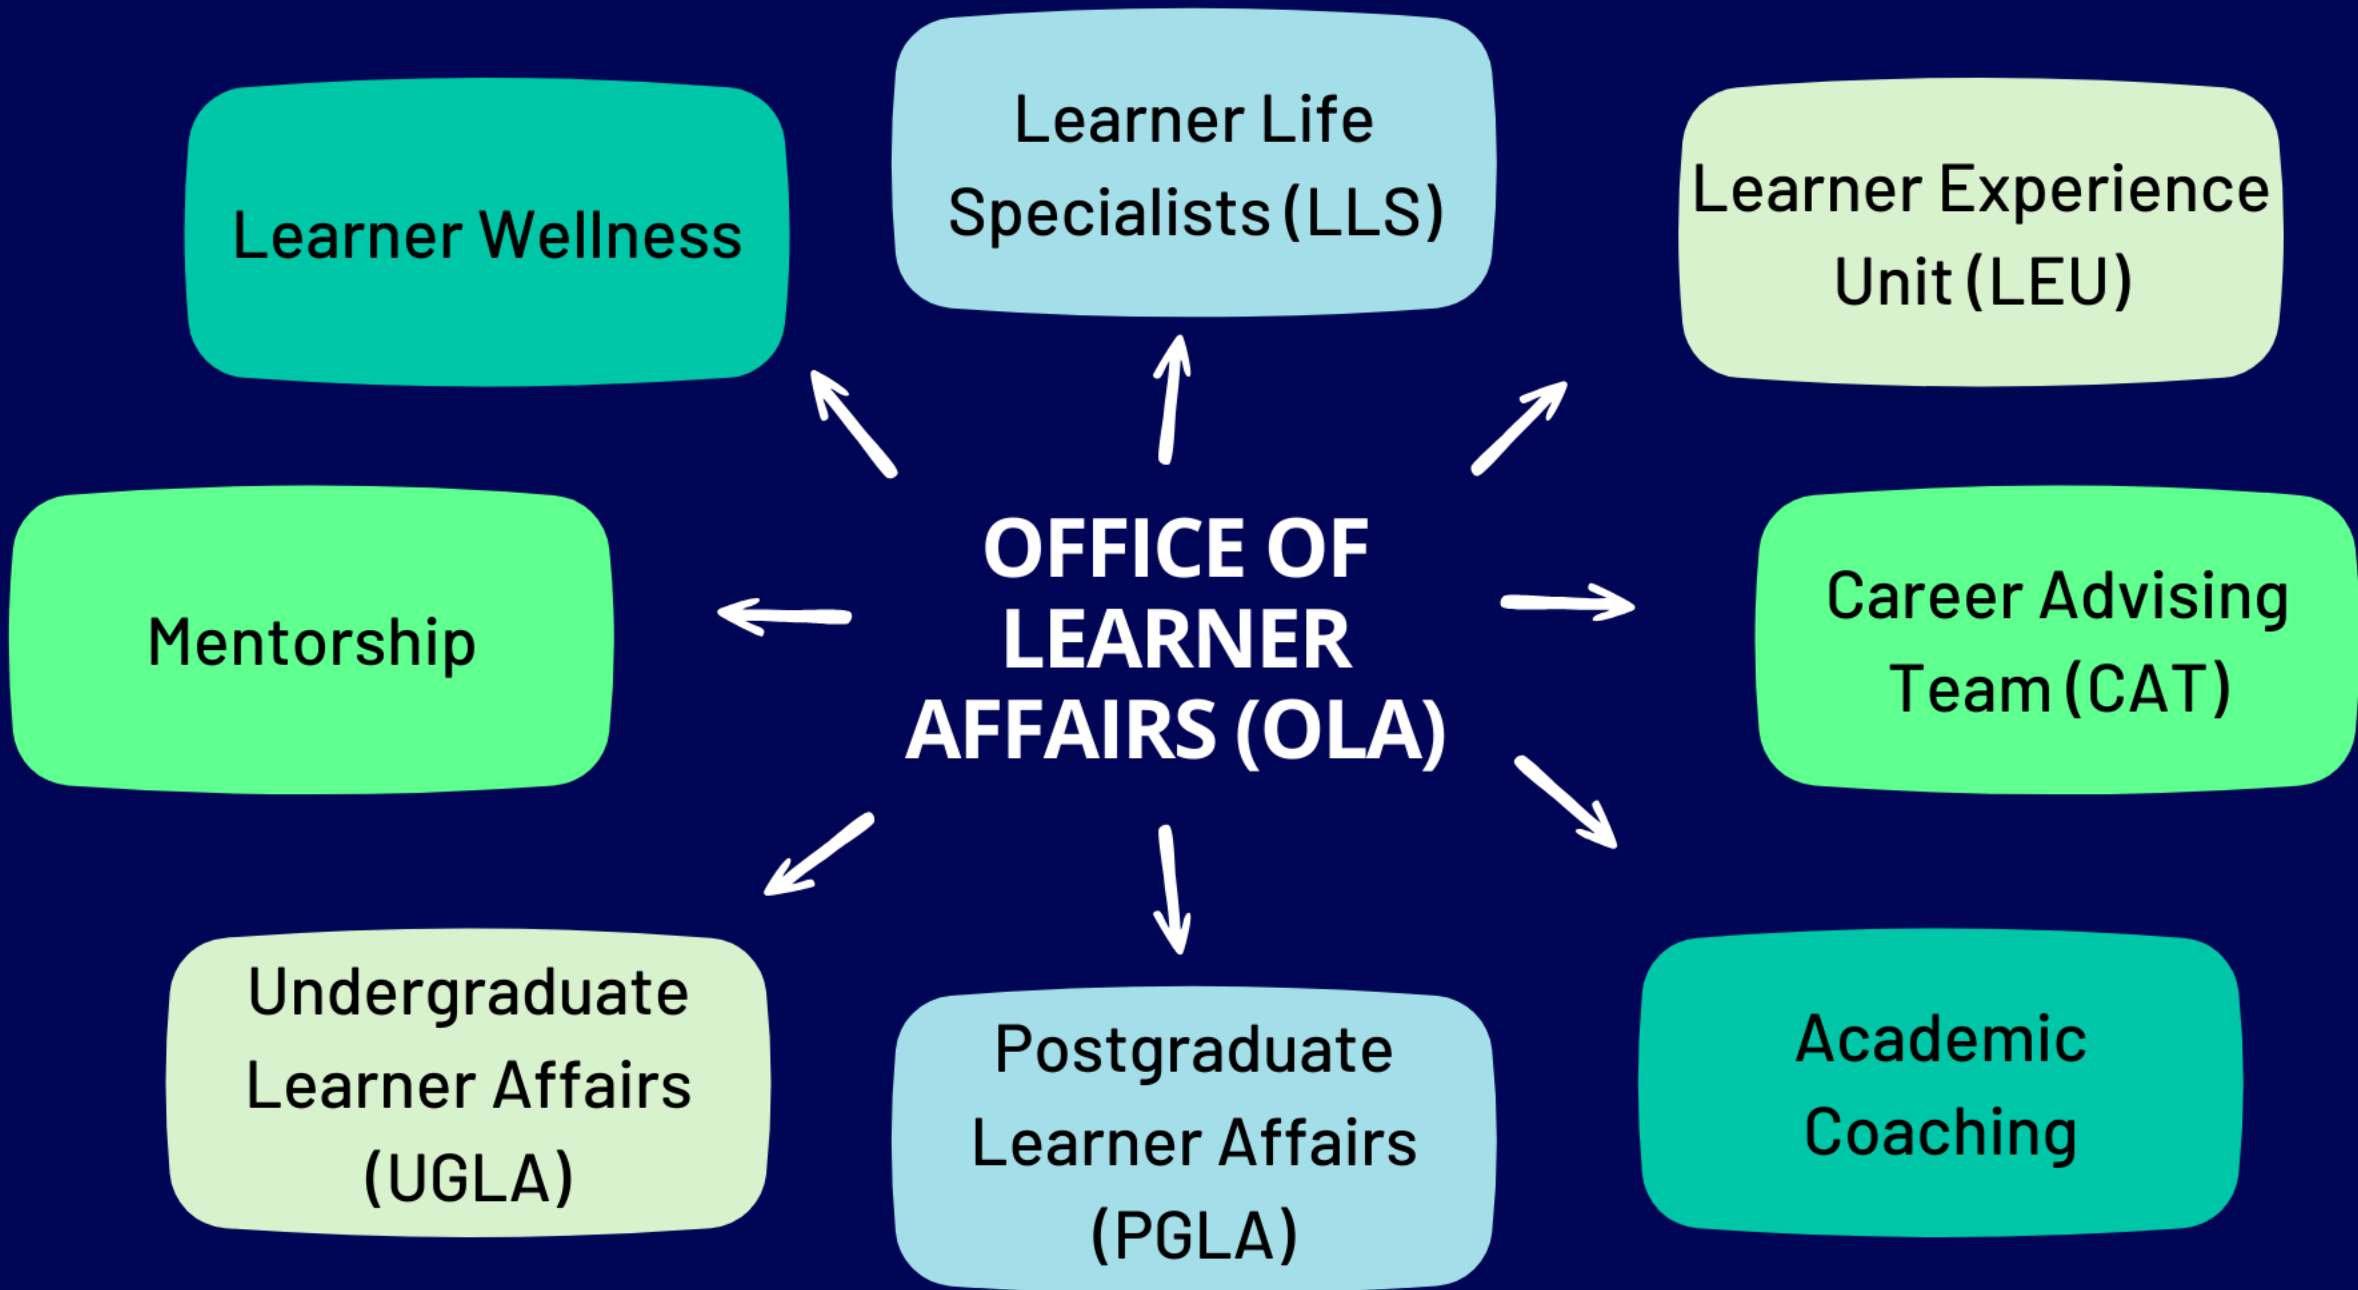 Learner Life
Specialists (LLS)
Learner Wellness
Learner Experience
Unit (LEU)
OFFICE OF
LEARNER
AFFAIRS (OLA)
Mentorship
Career Advising
Team (CAT)
Undergraduate
Learner Affairs
(UGLA)
Postgraduate
Learner Affairs
(PGLA)
Academic
Coaching